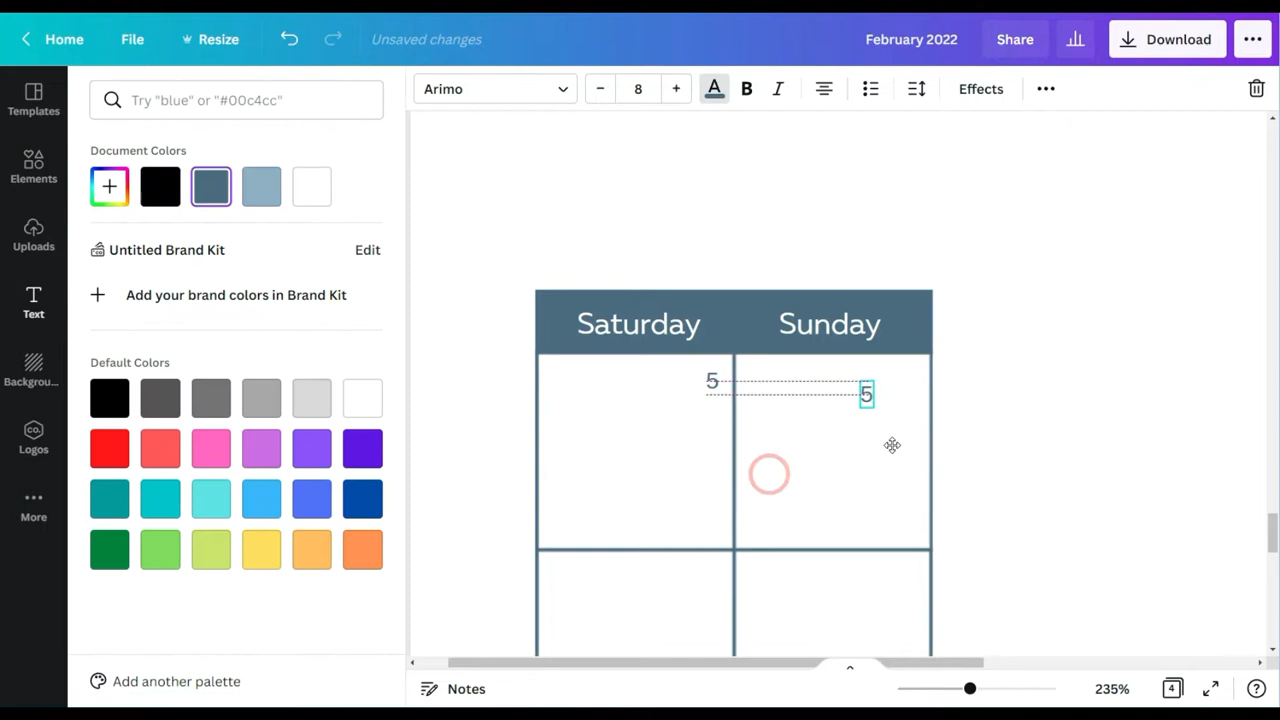 Home
File
Resize
Unsaved changes
February 2022
Share
Download
Templates
Elements
Uploads
Text
Backgrou...
Logos
CO.
More
Try "blue" or "#00c4cc"
Document Colors
Untitled Brand Kit
Edit
Add your brand colors in Brand Kit
Default Colors
Add another palette
Arimo
8
A
B
I
Effects
Saturday
Sunday
5
5
Notes
235%
4
?